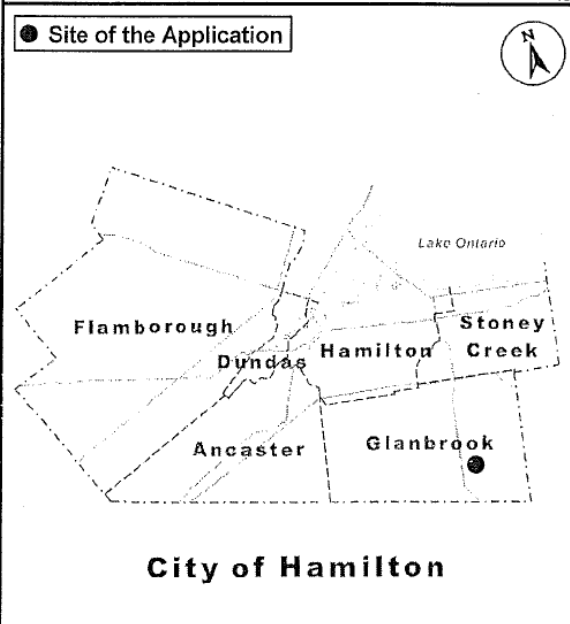 Site of the Application
N
Lake Ontario
Flamborough
Stoney
Creek
Hamilton
Dundas
Ancaster
Glanbrook
City of Hamilton